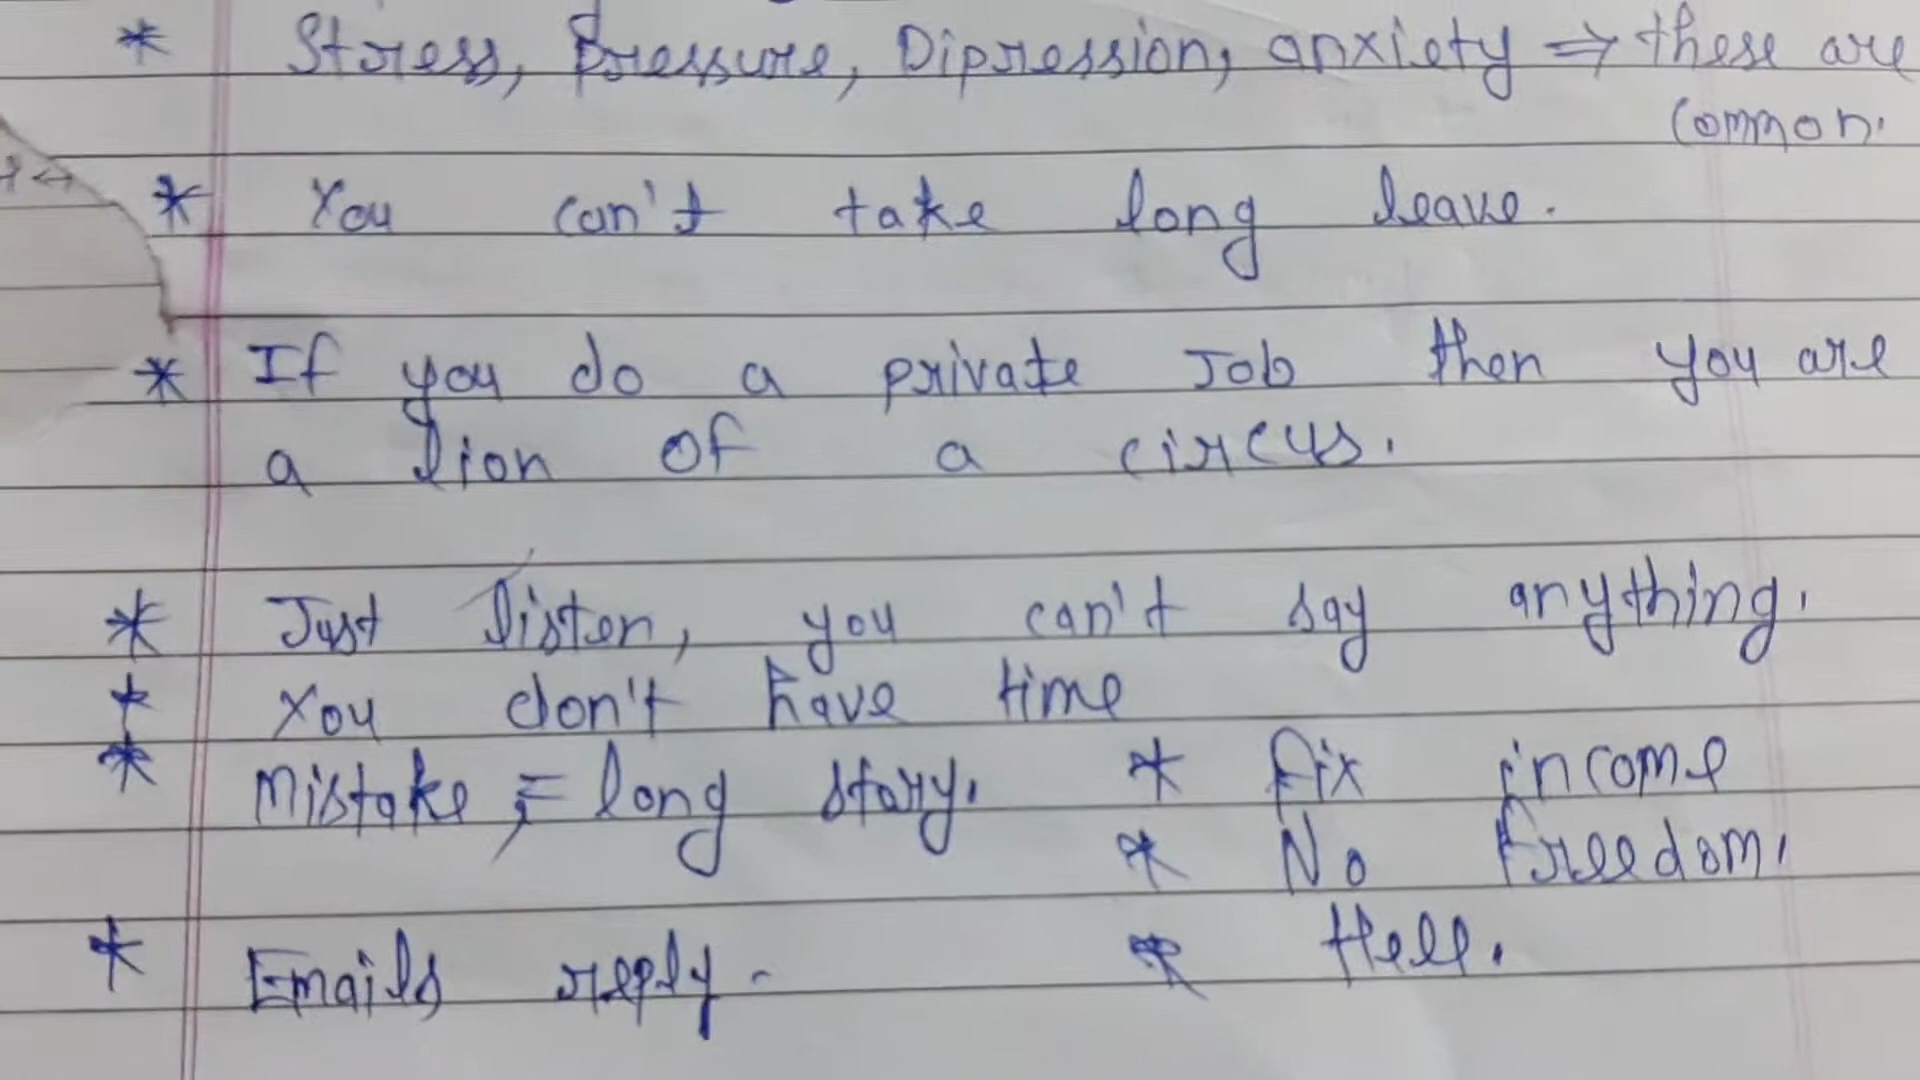 * Stress, Pressure, Dipression, anxiety ⇒ these are
common.
* You can't take long leave.
* If you do a private Job then you are
a lion of a circus.
* Just listen, you can't say anything.
* You don't have time
* Mistake = long story. * fix income
* No freedom.
* Emails reply. * Hell.